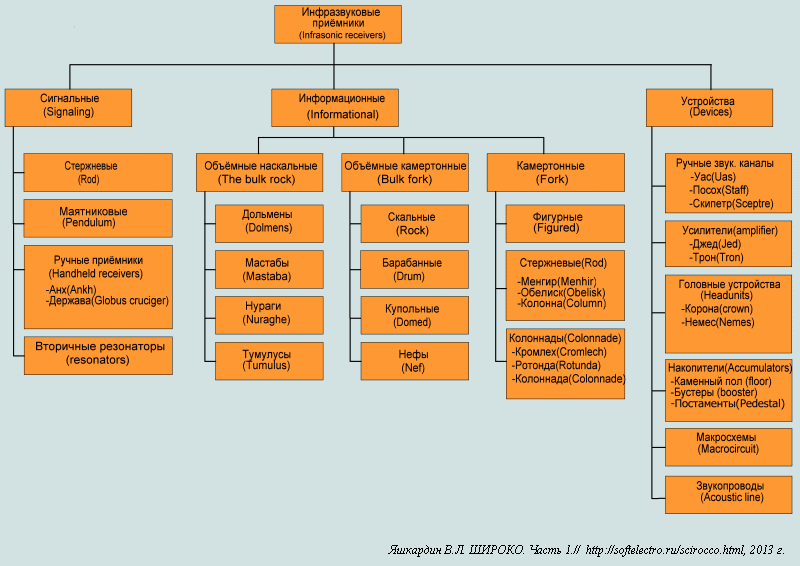 Инфразвуковые
приёмники
(Infrasonic receivers)
Сигнальные
(Signaling)
Стержневые
(Rod)
Маятниковые
(Pendulum)
Ручные приёмники
(Handheld receivers)
-Анх(Ankh)
-Держава(Globus cruciger)
Вторичные резонаторы
(resonators)
Информационные
(Informational)
Объёмные наскальные
(The bulk rock)
Дольмены
(Dolmens)
Мастабы
(Mastaba)
Нураги
(Nuraghe)
Тумулусы
(Tumulus)
Объёмные камертонные
(Bulk fork)
Скальные
(Rock)
Барабанные
(Drum)
Купольные
(Domed)
Нефы
(Nef)
Камертонные
(Fork)
Фигурные
(Figured)
Стержневые(Rod)
-Менгир(Menhir)
-Обелиск(Obelisk)
-Колонна(Column)
Колоннады(Colonnade)
-Кромлех(Cromlech)
-Ротонда(Rotunda)
-Колоннада(Colonnade)
Устройства
(Devices)
Ручные звук. каналы
-Уас(Uas)
-Посох(Staff)
-Скипетр(Sceptre)
Усилители(amplifier)
-Джед(Jed)
-Трон(Tron)
Головные устройства
(Headunits)
-Корона(crown)
-Немес(Nemes)
Накопители(Accumulators)
-Каменный пол (floor)
-Бустеры (booster)
-Постаменты(Pedestal)
Макросхемы
(Macrocircuit)
Звукопроводы
(Acoustic line)
Яшкардин В.Л. ШИРОКО. Часть 1.// http://softelectro.ru/scirocco.html, 2013 г.